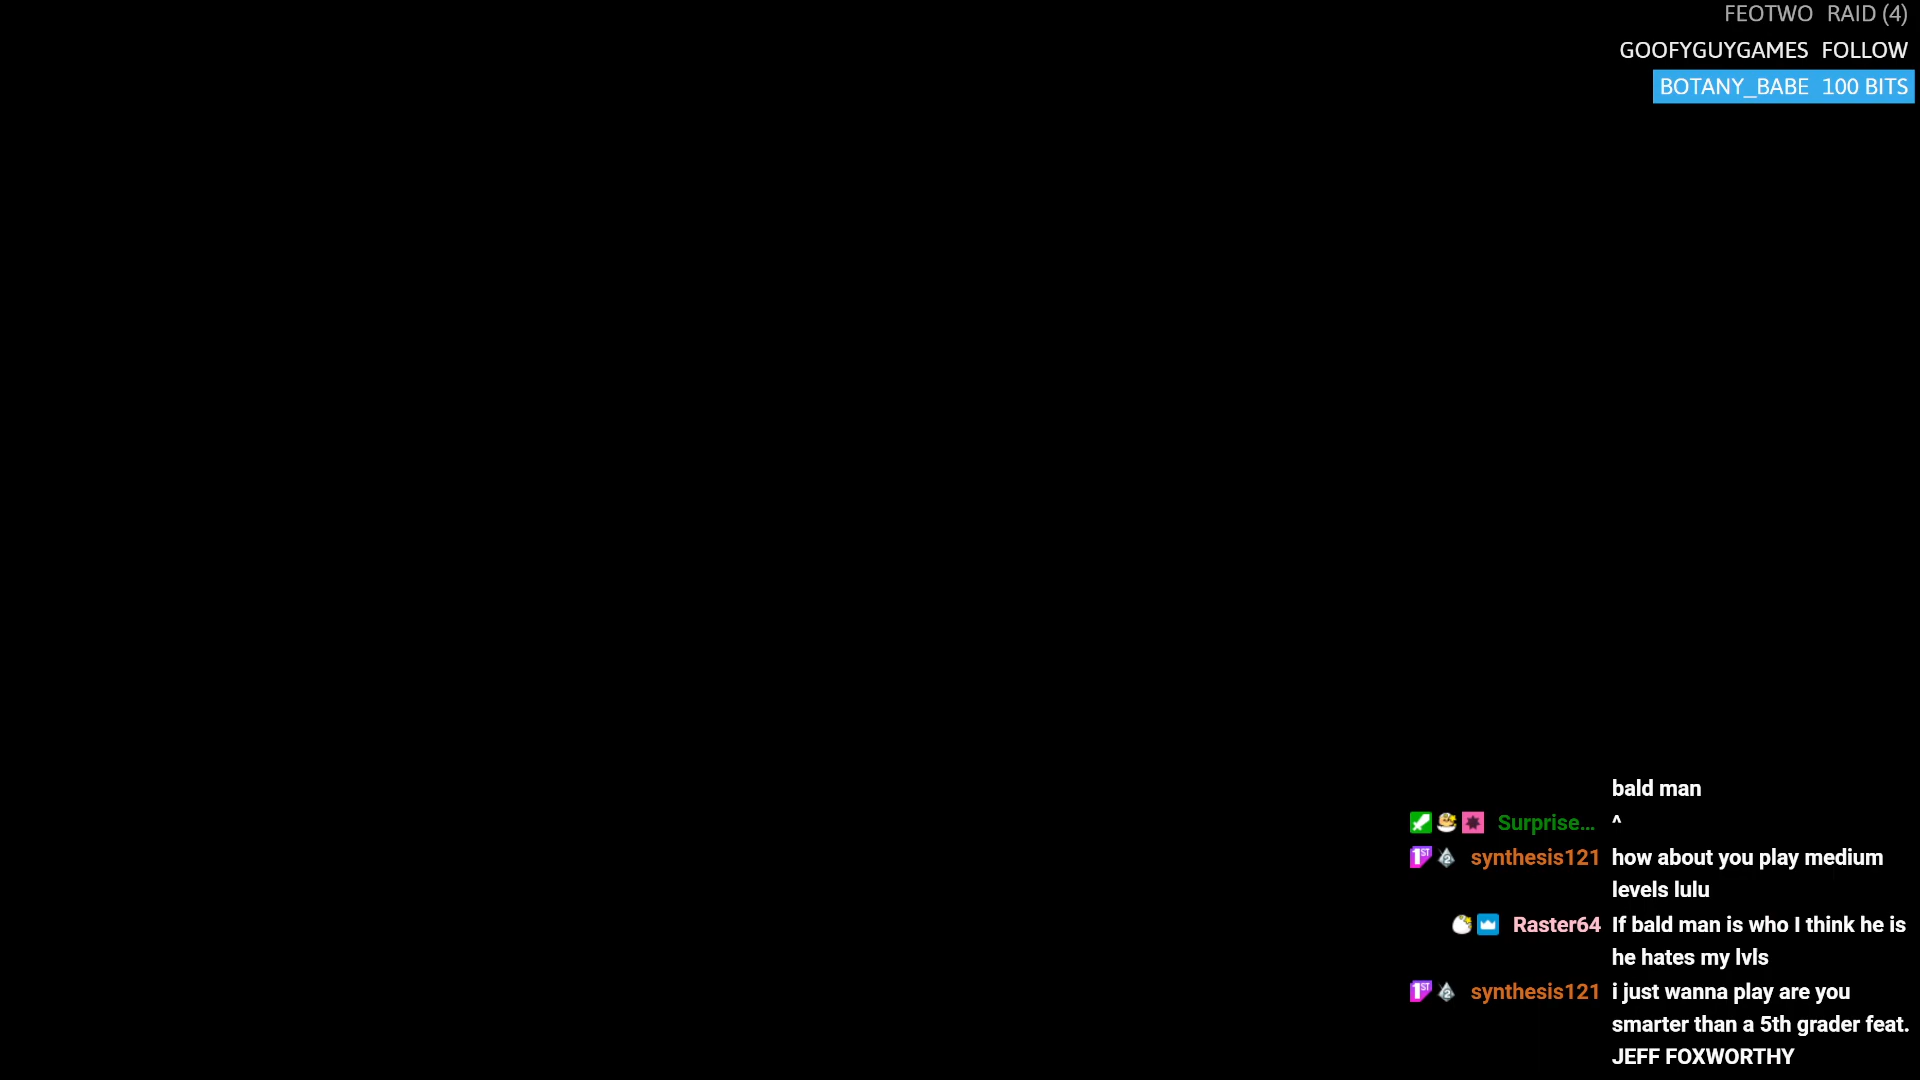 FEOTWO RAID (4)
GOOFYGUYGAMES FOLLOW
BOTANY_BABE 100 BITS
bald man
Surprise... ^
synthesis121 how about you play medium
levels lulu
Raster64 If bald man is who I think he is
he hates my lvls
synthesis121 i just wanna play are you
smarter than a 5th grader feat.
JEFF FOXWORTHY